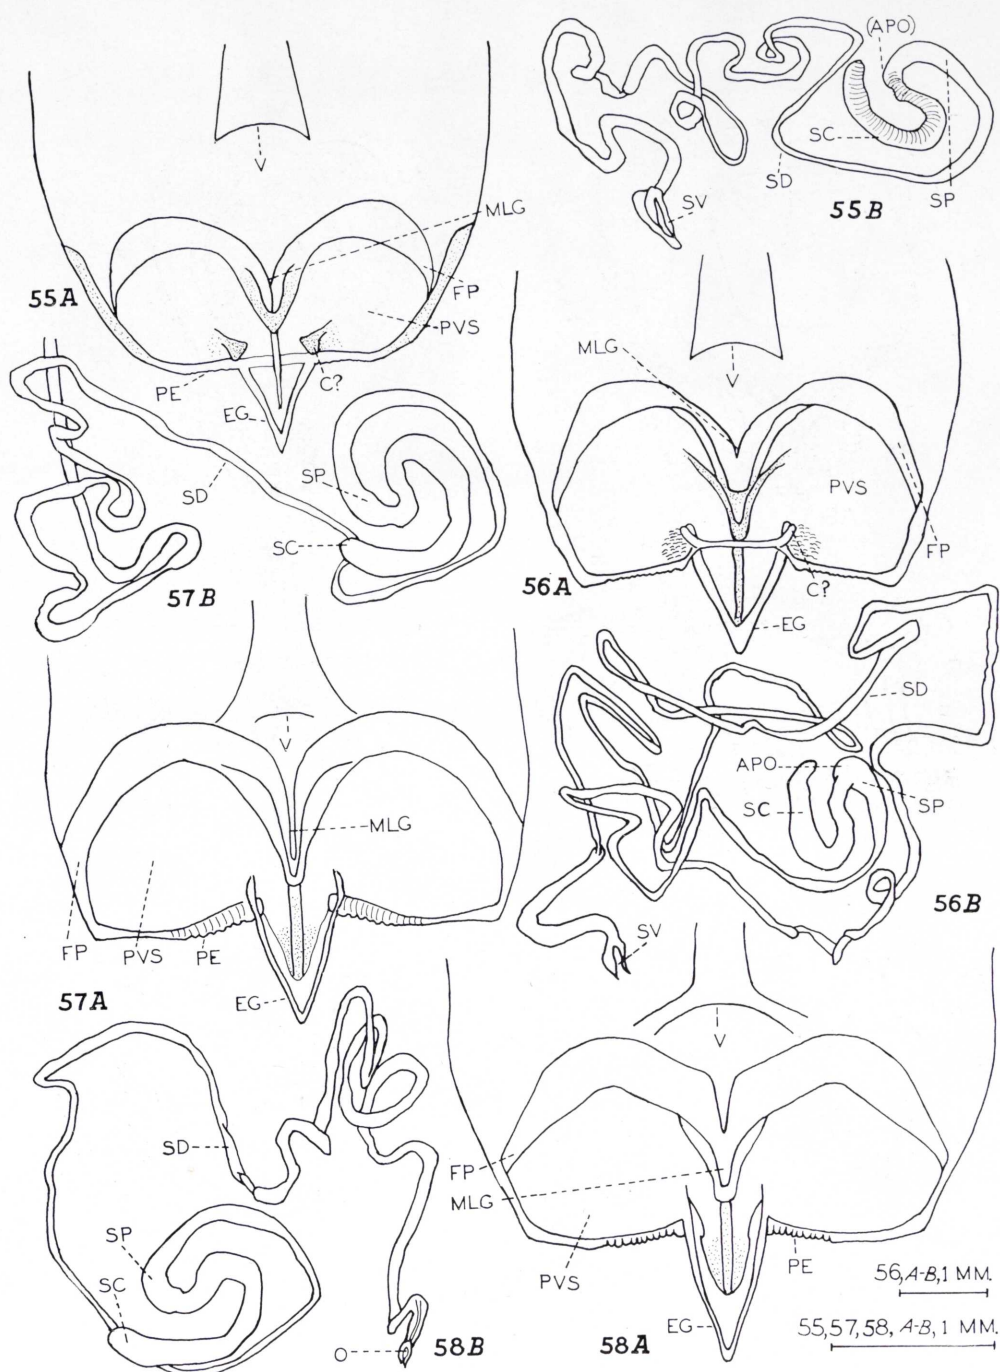 (APO)
SC
SD
SV
55B
SP
MLG
55A
FP
PVS
PE
C?
EG
MLG
PVS
FP
56A
C?
EG
SP
SD
SC
57B
SD
APO
SP
SC
56B
SV
MLG
FP
PVS
PE
EG
57A
SD
SP
SC
O
58B
FP
MLG
PVS
PE
EG
58A
56, A-B, 1 MM.
55, 57, 58, A-B, 1 MM.